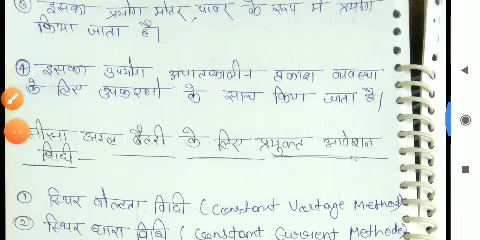 ③ इसका प्रयोग मोटर पावर के रूप में प्रयोग
किया जाता है।
④ इसका उपयोग आपातकालीन प्रकाश व्यवस्था
के लिए उपकरणो के साथ किया जाता है।
अम्ल बैटरी के लिए प्रयुक्त आवेशन
विधी
① स्थिर वोल्टता विधी (Constant Voltage Method)
② स्थिर धारा विधी (Constant Current Method)